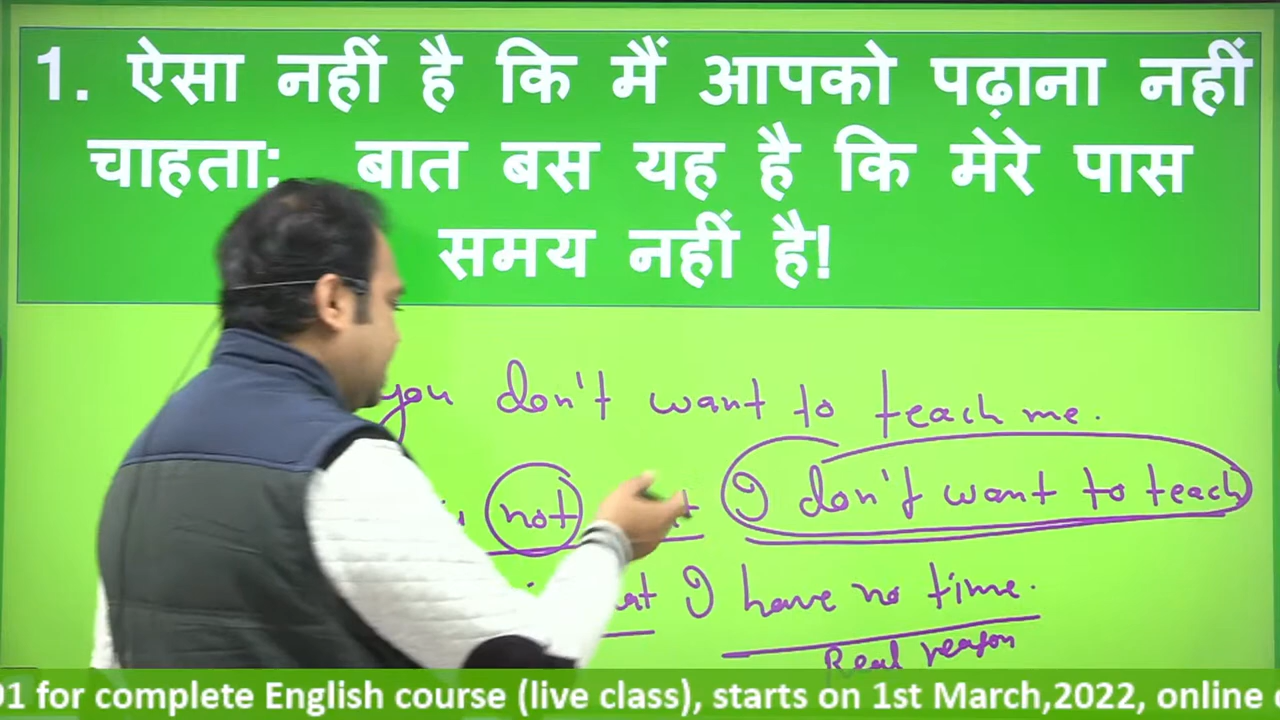 1. ऐसा नहीं है कि मैं आपको पढ़ाना नहीं
चाहता; बात बस यह है कि मेरे पास
समय नहीं है!
you don't want to teach me.
not I don't want to teach
I have no time.
Real reason
01 for complete English course (live class), starts on 1st March,2022, online